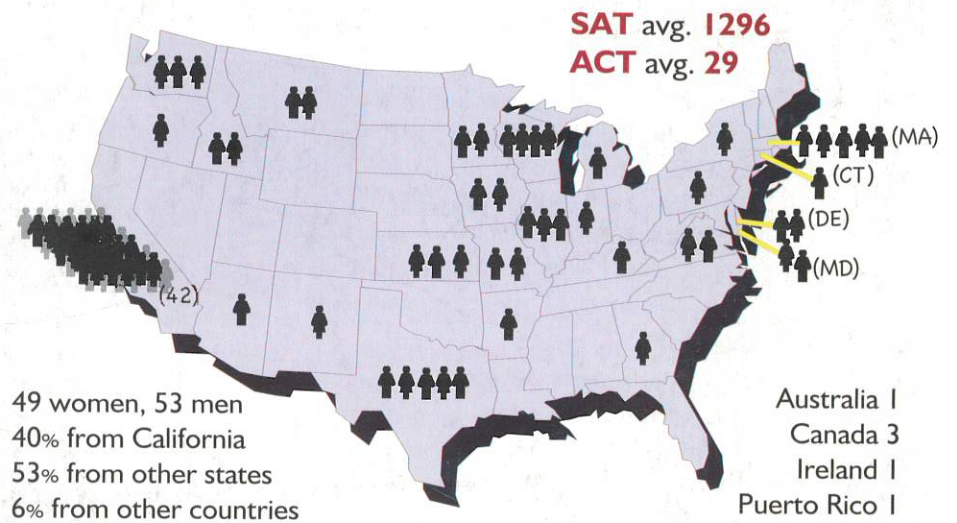 SAT avg. 1296
ACT avg. 29
(MA)
(CT)
(DE)
(MD)
(42)
49 women, 53 men
40% from California
53% from other states
6% from other countries
Australia 1
Canada 3
Ireland 1
Puerto Rico 1